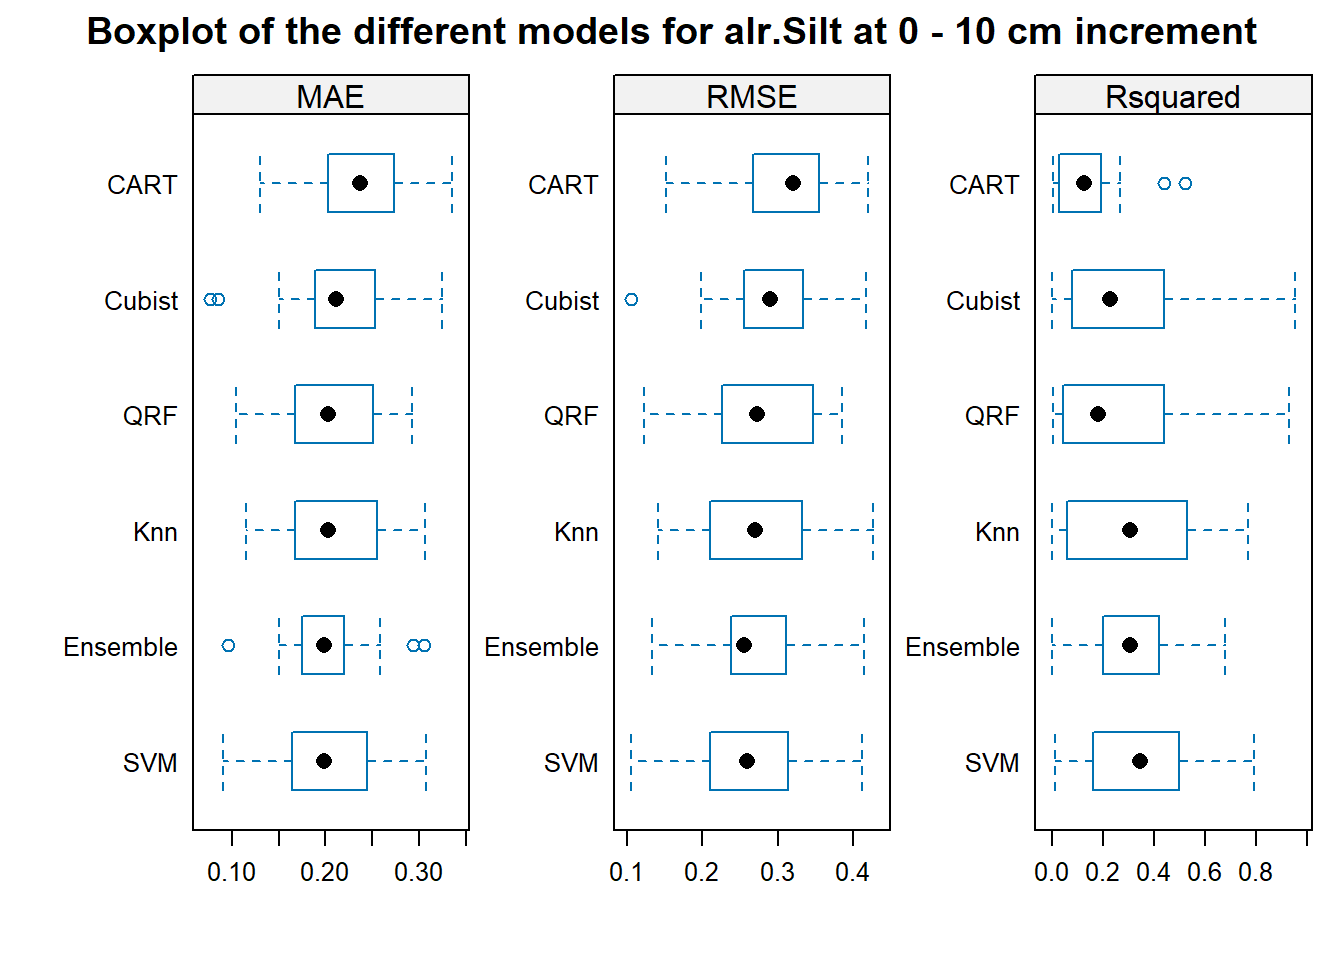 Boxplot of the different models for alr.Silt at 0 - 10 cm increment
MAE
CART
Cubist
QRF
Knn
Ensemble
SVM
0.10 0.20 0.30
RMSE
CART
Cubist
QRF
Knn
Ensemble
SVM
0.1 0.2 0.3 0.4
Rsquared
CART
Cubist
QRF
Knn
Ensemble
SVM
0.0 0.2 0.4 0.6 0.8